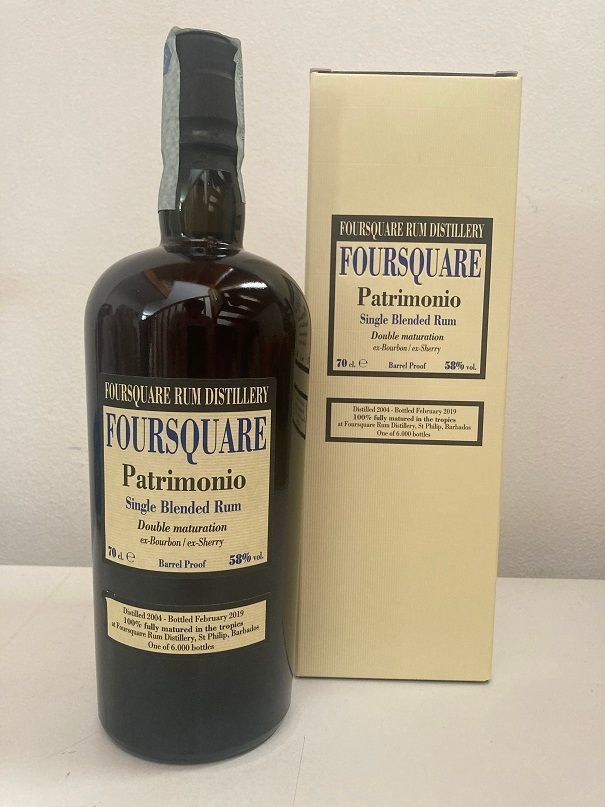 FOURSQUARE RUM DISTILLERY
FOURSQUARE
Patrimonio
Single Blended Rum
Double maturation
ex-Bourbon / ex-Sherry
70 cl. e Barrel Proof 58% vol.
Distilled 2004 - Bottled February 2019
100% fully matured in the tropics
at Foursquare Rum Distillery, St Philip, Barbados
One of 6.000 bottles
FOURSQUARE RUM DISTILLERY
FOURSQUARE
Patrimonio
Single Blended Rum
Double maturation
ex-Bourbon / ex-Sherry
70 cl. e Barrel Proof 58% vol.
Distilled 2004 - Bottled February 2019
100% fully matured in the tropics
at Foursquare Rum Distillery, St Philip, Barbados
One of 6.000 bottles